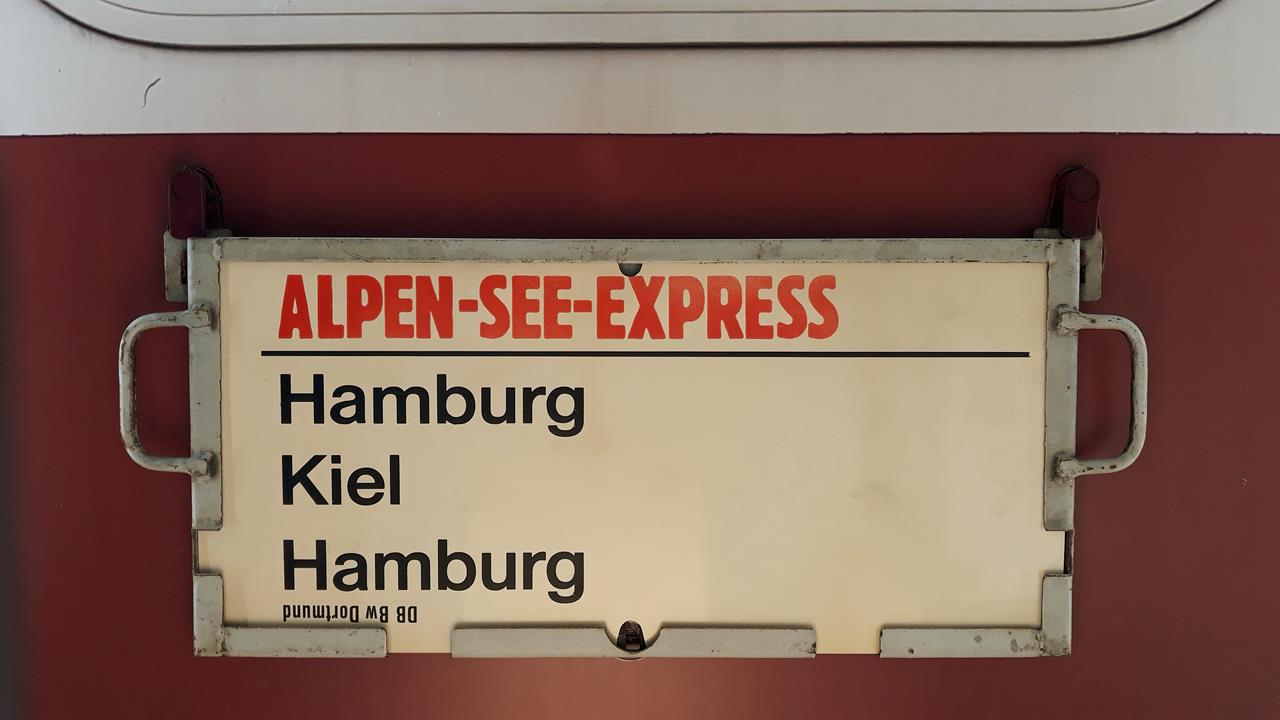 ALPEN-SEE-EXPRESS
Hamburg
Kiel
Hamburg
DB Bw Dortmund